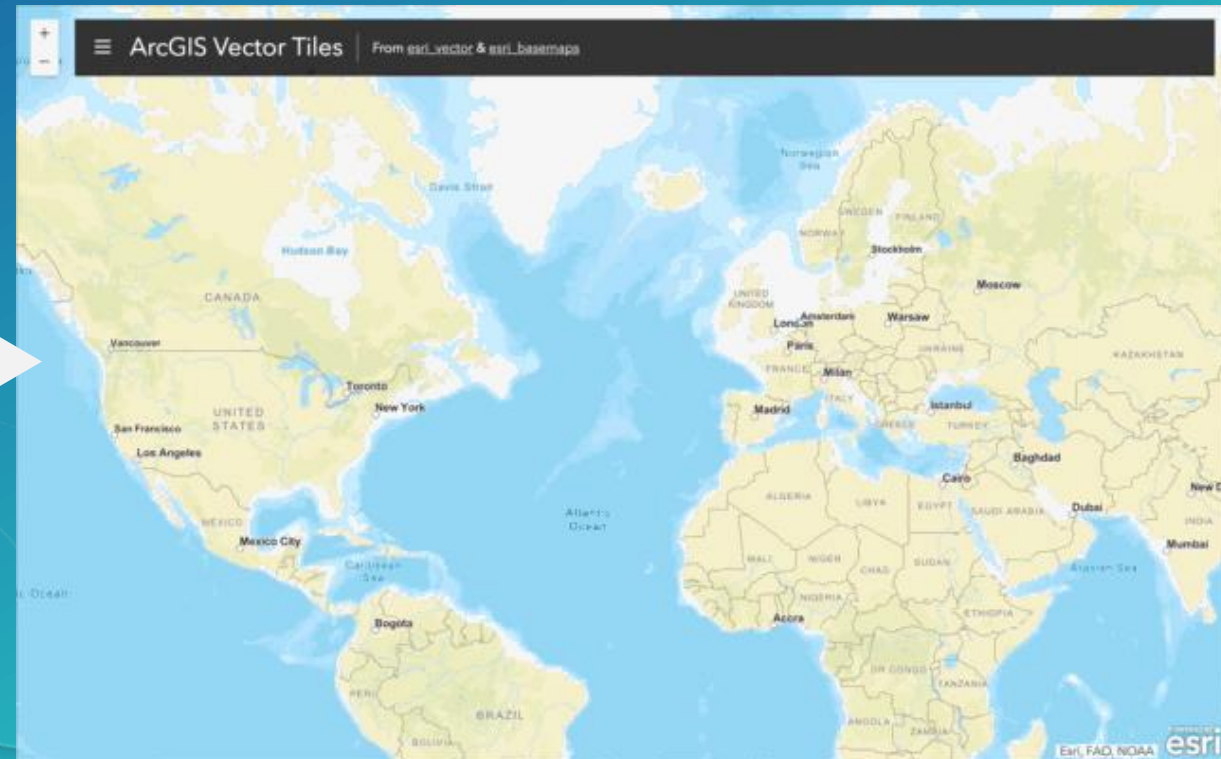 +
−
≡ ArcGIS Vector Tiles
From esri_vector & esri_basemaps
Norwegian
Sea
Davis Strait
SWEDEN
FINLAND
NORWAY
Hudson Bay
Stockholm
Moscow
CANADA
UNITED
KINGDOM
Amsterdam
London
Warsaw
Vancouver
Paris
UKRAINE
KAZAKHSTAN
FRANCE
Milan
Toronto
ITALY
New York
Madrid
Istanbul
UNITED
STATES
GREECE
TURKEY
San Francisco
Los Angeles
Baghdad
Cairo
New D
ALGERIA
LIBYA
EGYPT
SAUDI ARABIA
Dubai
Atlantic
Ocean
INDIA
MEXICO
Mexico City
Mumbai
MALI
NIGER
CHAD
SUDAN
Caribbean
Sea
Arabian Sea
Ocean
NIGERIA
ETHIOPIA
Bogota
Accra
DR CONGO
TANZANIA
PERU
BRAZIL
ANGOLA
ZAMBIA
BOLIVIA
Esri, FAO, NOAA
esri